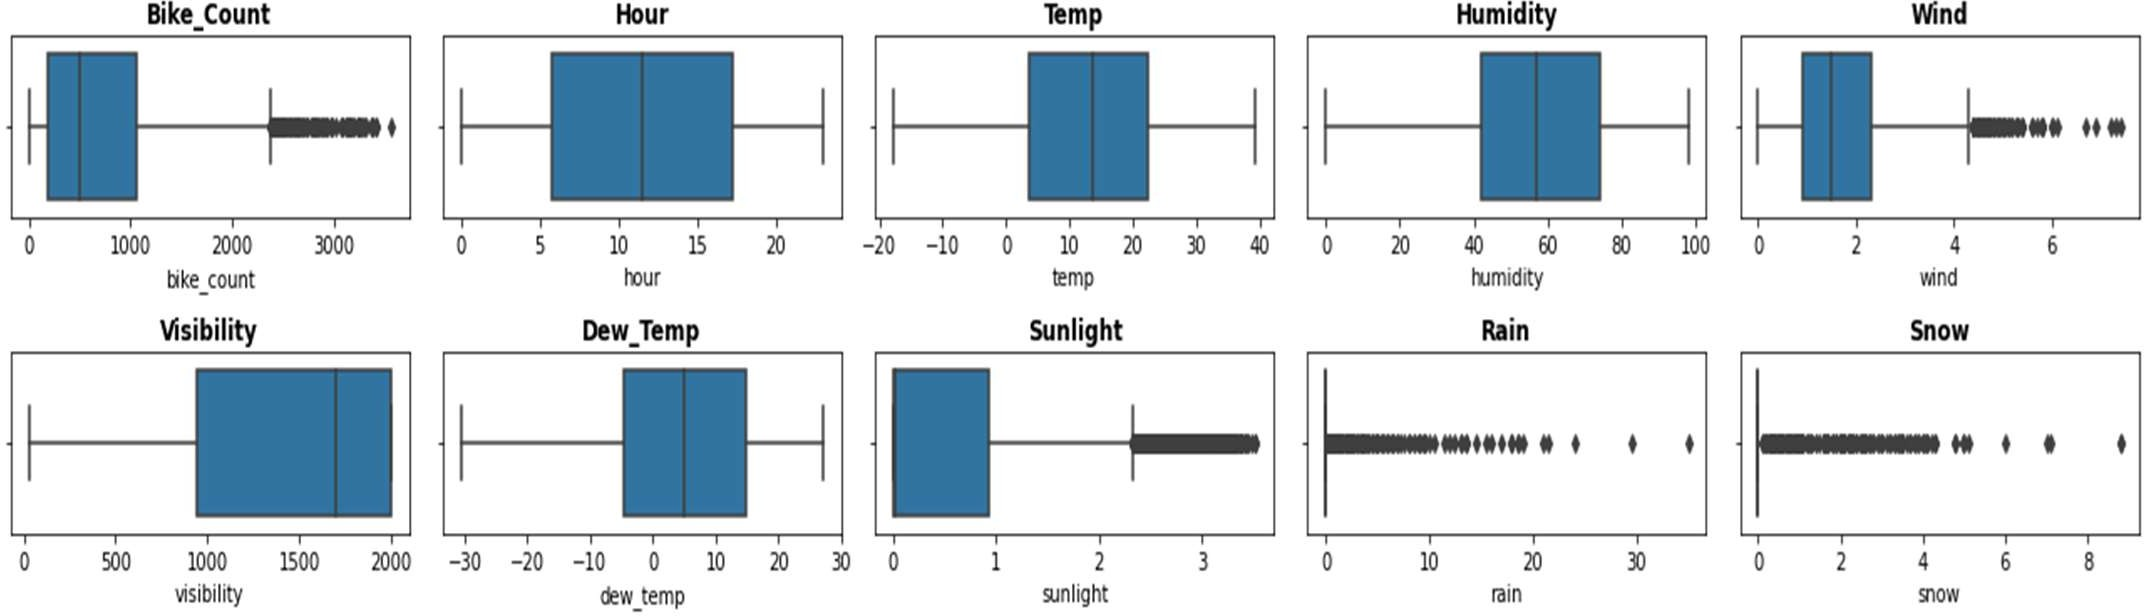 Bike_Count Hour Temp Humidity Wind
0 1000 2000 3000 0 5 10 15 20 −20 −10 0 10 20 30 40 0 20 40 60 80 100 0 2 4 6
bike_count hour temp humidity wind
Visibility Dew_Temp Sunlight Rain Snow
0 500 1000 1500 2000 −30 −20 −10 0 10 20 30 0 1 2 3 0 10 20 30 0 2 4 6 8
visibility dew_temp sunlight rain snow